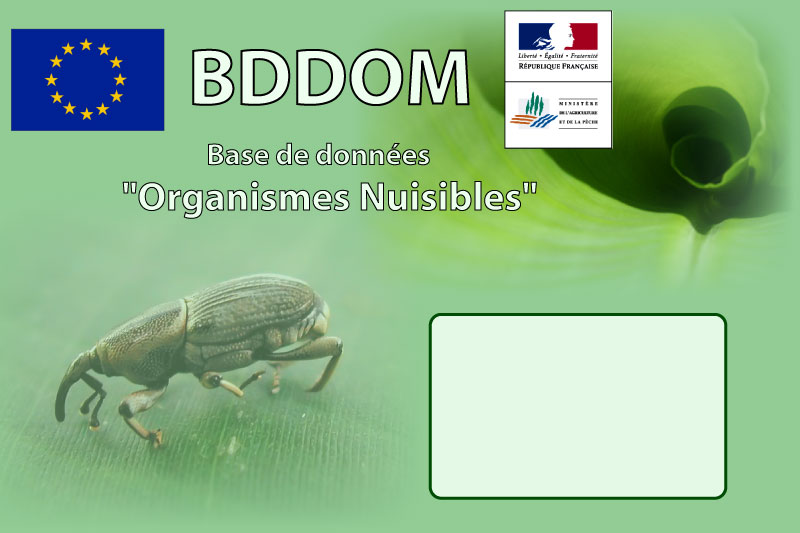 BDDOM
Liberté • Égalité • Fraternité
RÉPUBLIQUE FRANÇAISE
MINISTÈRE
DE L'AGRICULTURE
ET DE LA PÊCHE
Base de données
"Organismes Nuisibles"